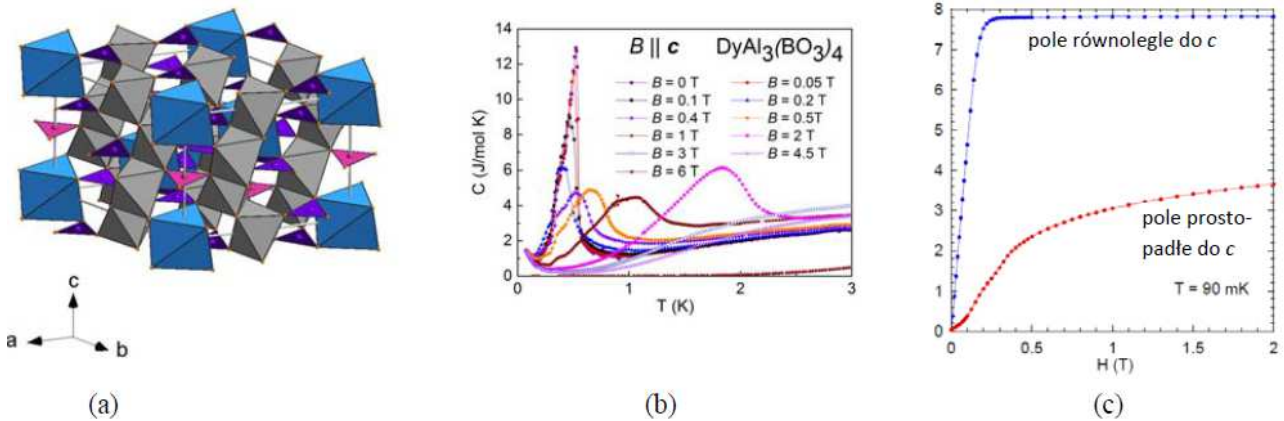 c
a
b
(a)
B || c DyAl3(BO3)4
B = 0 T
B = 0.05 T
B = 0.1 T
B = 0.2 T
B = 0.4 T
B = 0.5T
B = 1 T
B = 2 T
B = 3 T
B = 4.5 T
B = 6 T
C (J/mol K)
14
12
10
8
6
4
2
0
0 1 2 3
T (K)
(b)
8
7
6
5
4
3
2
1
0
pole równolegle do c
pole prosto-
padłe do c
T = 90 mK
0 0.5 1 1.5 2
H (T)
(c)